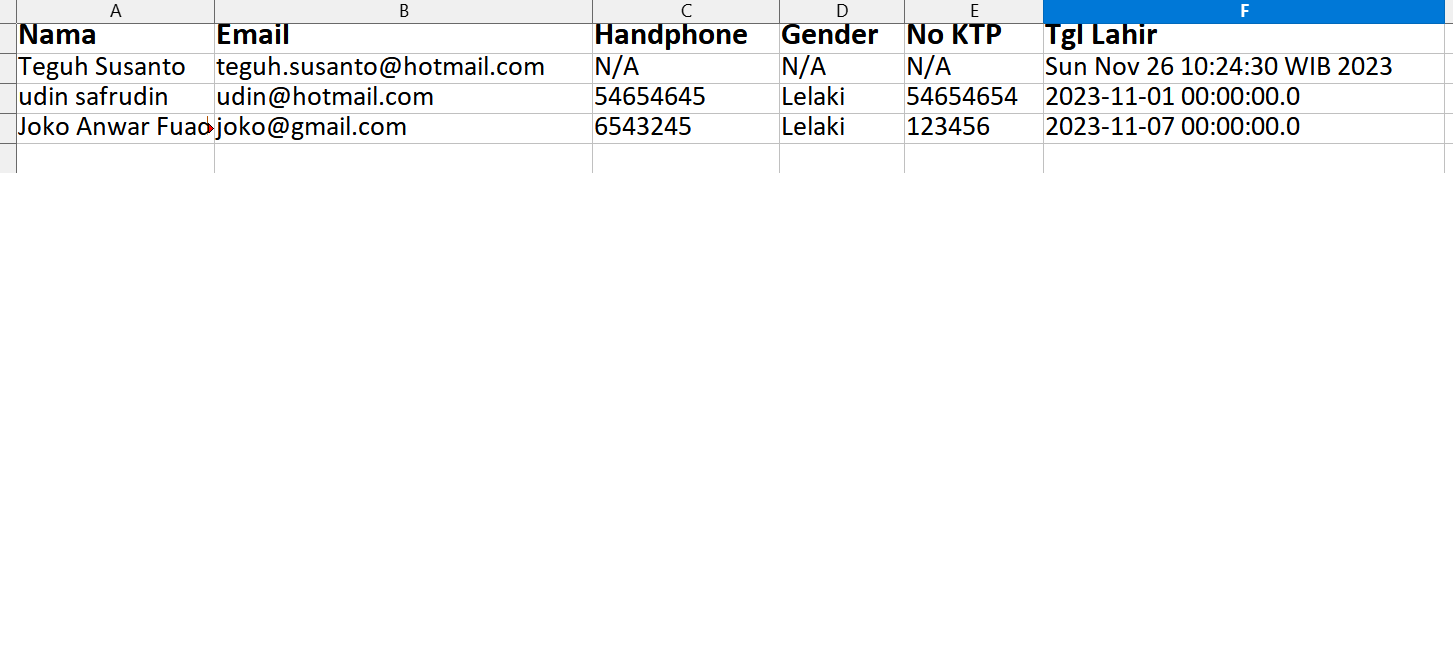 A B C D E F
Nama Email Handphone Gender No KTP Tgl Lahir
Teguh Susanto teguh.susanto@hotmail.com N/A N/A N/A Sun Nov 26 10:24:30 WIB 2023
udin safrudin udin@hotmail.com 54654645 Lelaki 54654654 2023-11-01 00:00:00.0
Joko Anwar joko@gmail.com 6543245 Lelaki 123456 2023-11-07 00:00:00.0